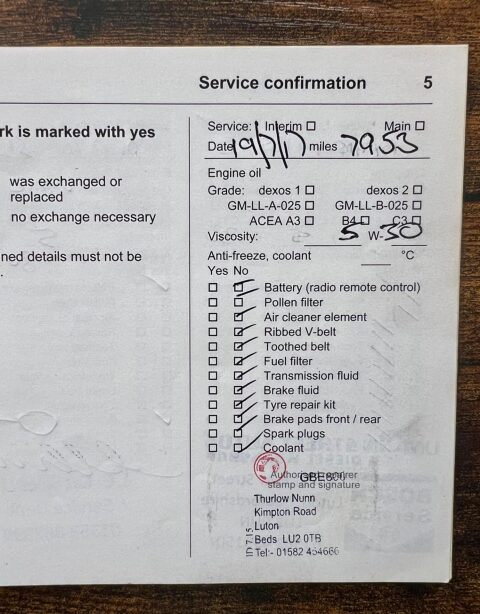 Service confirmation 5
rk is marked with yes
was exchanged or
replaced
no exchange necessary
ned details must not be
.
Service: Interim ☐ Main ☐
Date 19/7/17 miles 7953
Engine oil
Grade: dexos 1 ☐ dexos 2 ☐
GM-LL-A-025 ☐ GM-LL-B-025 ☐
ACEA A3 ☐ B4 ☐ C3 ☐
Viscosity: 5 W-30
Anti-freeze, coolant °C
Yes No
Battery (radio remote control)
Pollen filter
Air cleaner element
Ribbed V-belt
Toothed belt
Fuel filter
Transmission fluid
Brake fluid
Tyre repair kit
Brake pads front / rear
Spark plugs
Coolant
Authorised repairer
stamp and signature
Thurlow Nunn
Kimpton Road
Luton
Beds LU2 0TB
Tel:- 01582 454666